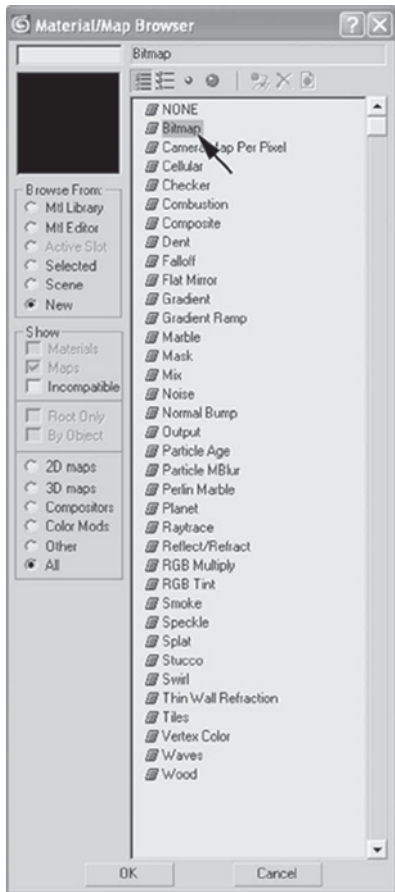 Material/Map Browser
Bitmap
Browse From:
Mtl Library
Mtl Editor
Active Slot
Selected
Scene
New
Show
Materials
Maps
Incompatible
Root Only
By Object
2D maps
3D maps
Compositors
Color Mods
Other
All
NONE
Bitmap
Camera Map Per Pixel
Cellular
Checker
Combustion
Composite
Dent
Falloff
Flat Mirror
Gradient
Gradient Ramp
Marble
Mask
Mix
Noise
Normal Bump
Output
Particle Age
Particle MBlur
Perlin Marble
Planet
Raytrace
Reflect/Refract
RGB Multiply
RGB Tint
Smoke
Speckle
Splat
Stucco
Swirl
Thin Wall Refraction
Tiles
Vertex Color
Waves
Wood
OK Cancel